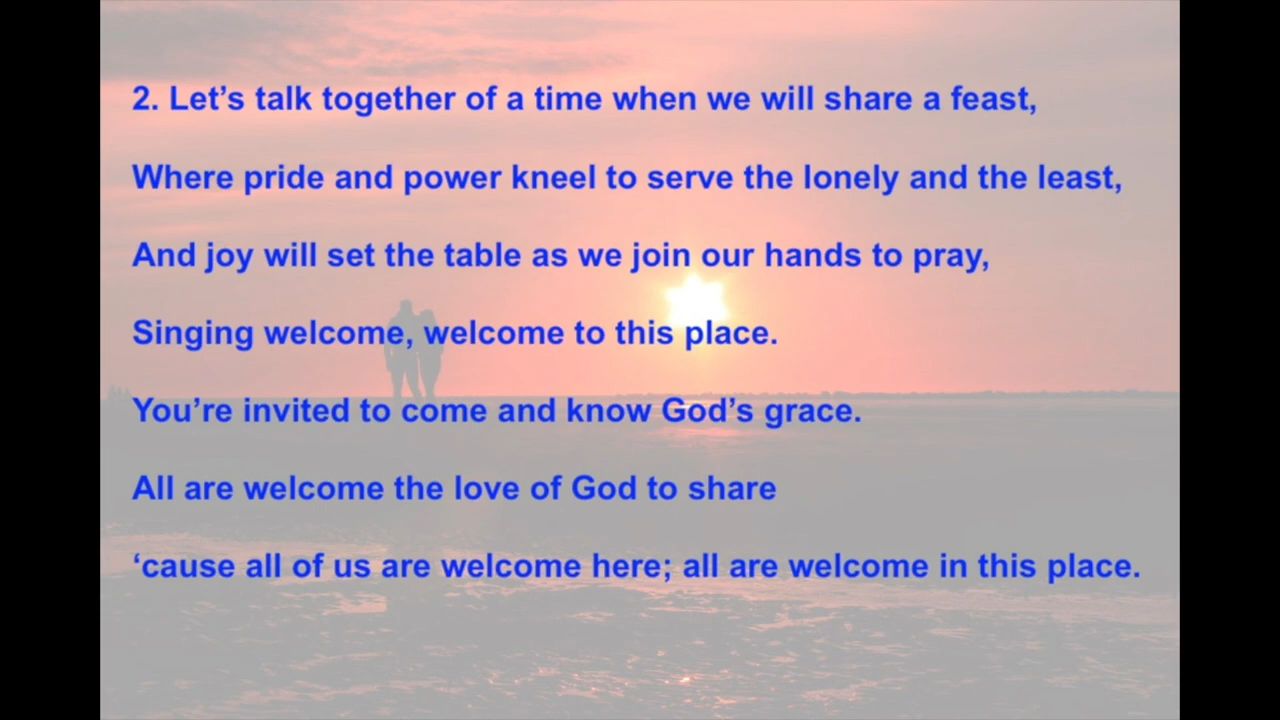 2. Let’s talk together of a time when we will share a feast,
Where pride and power kneel to serve the lonely and the least,
And joy will set the table as we join our hands to pray,
Singing welcome, welcome to this place.
You’re invited to come and know God’s grace.
All are welcome the love of God to share
‘cause all of us are welcome here; all are welcome in this place.